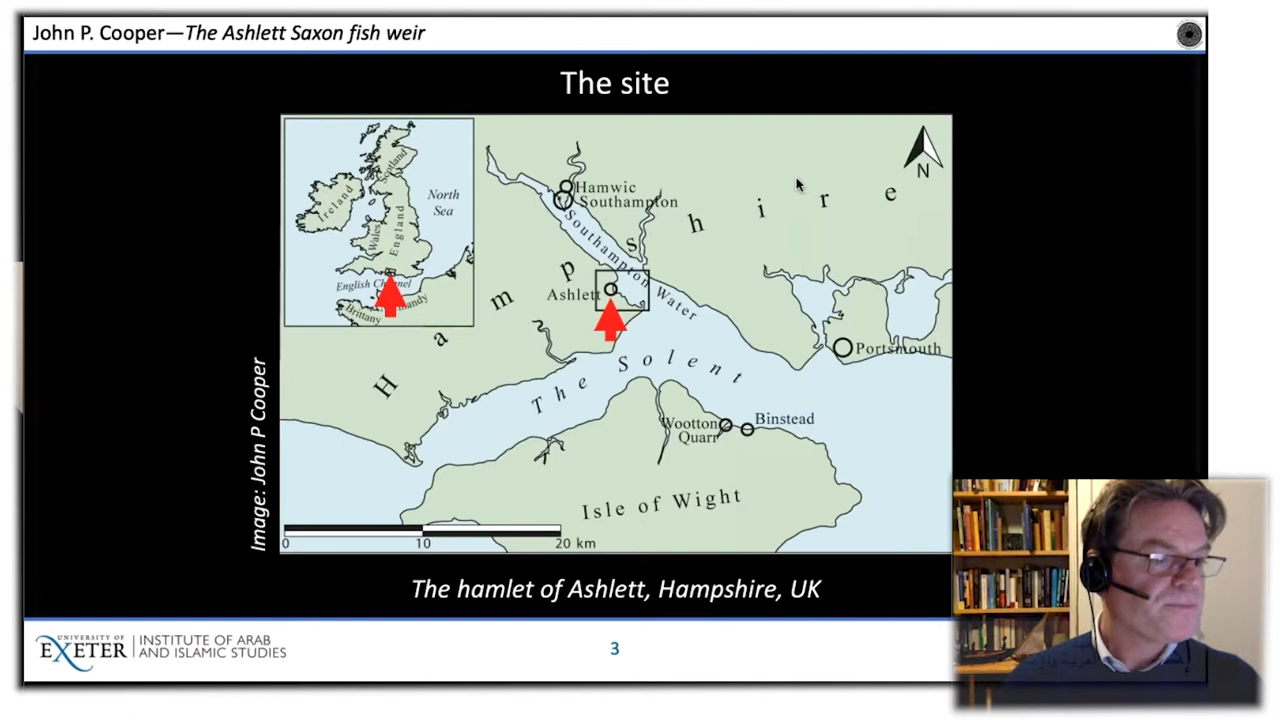 John P. Cooper—The Ashlett Saxon fish weir
The site
Scotland
Ireland
North
Sea
Wales
England
English Channel
Brittany
N
Hamwic
Southampton
Southampton Water
Hampshire
Ashlett
Portsmouth
The Solent
Wootton
Quarr
Binstead
Isle of Wight
0 10 20 km
Image: John P Cooper
The hamlet of Ashlett, Hampshire, UK
UNIVERSITY OF
EXETER
INSTITUTE OF ARAB
AND ISLAMIC STUDIES
3